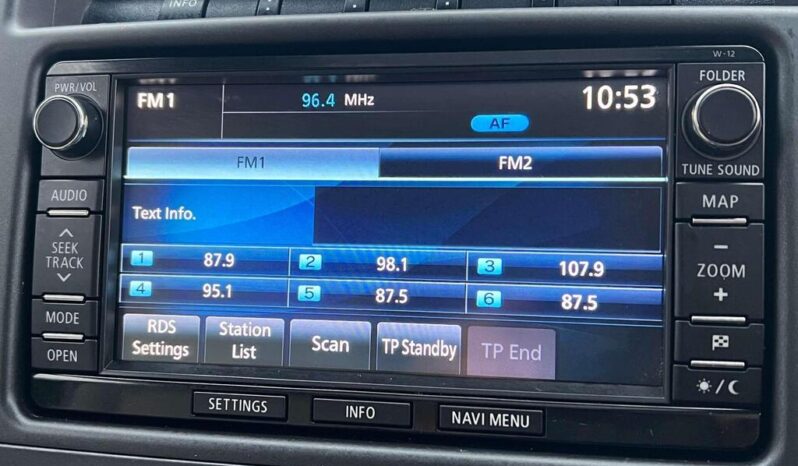 INFO
W-12
PWR/VOL
FOLDER
FM1 96.4 MHz 10:53
AF
FM1 FM2
TUNE SOUND
AUDIO
MAP
Text Info.
SEEK
TRACK
1 87.9 2 98.1 3 107.9
4 95.1 5 87.5 6 87.5
− ZOOM +
MODE
OPEN
RDS
Settings
Station
List
Scan
TP Standby
TP End
SETTINGS INFO NAVI MENU